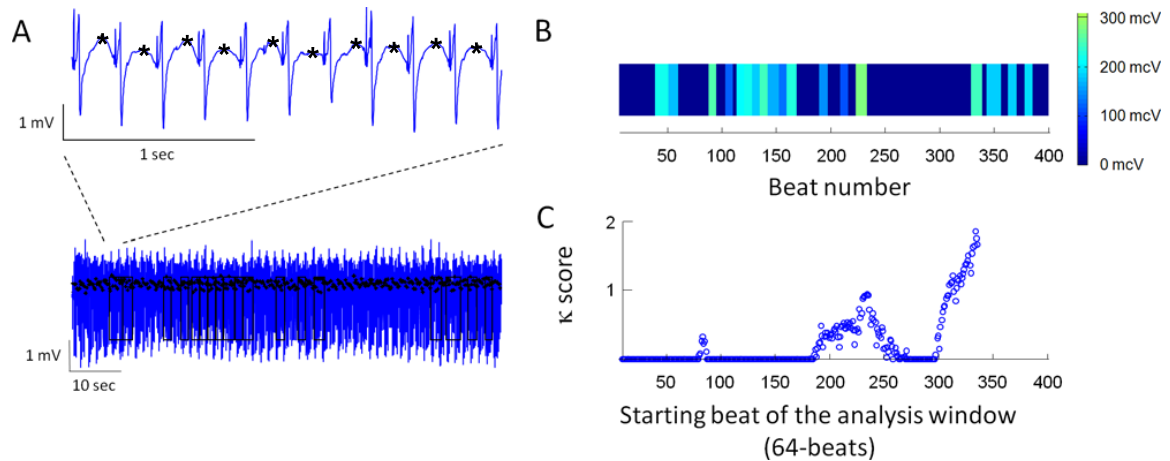 A
* * * * * * * * * *
1 mV
1 sec
1 mV
10 sec
B
300 mcV
200 mcV
100 mcV
0 mcV
50 100 150 200 250 300 350 400
Beat number
C
2
1
κ score
50 100 150 200 250 300 350 400
Starting beat of the analysis window
(64-beats)